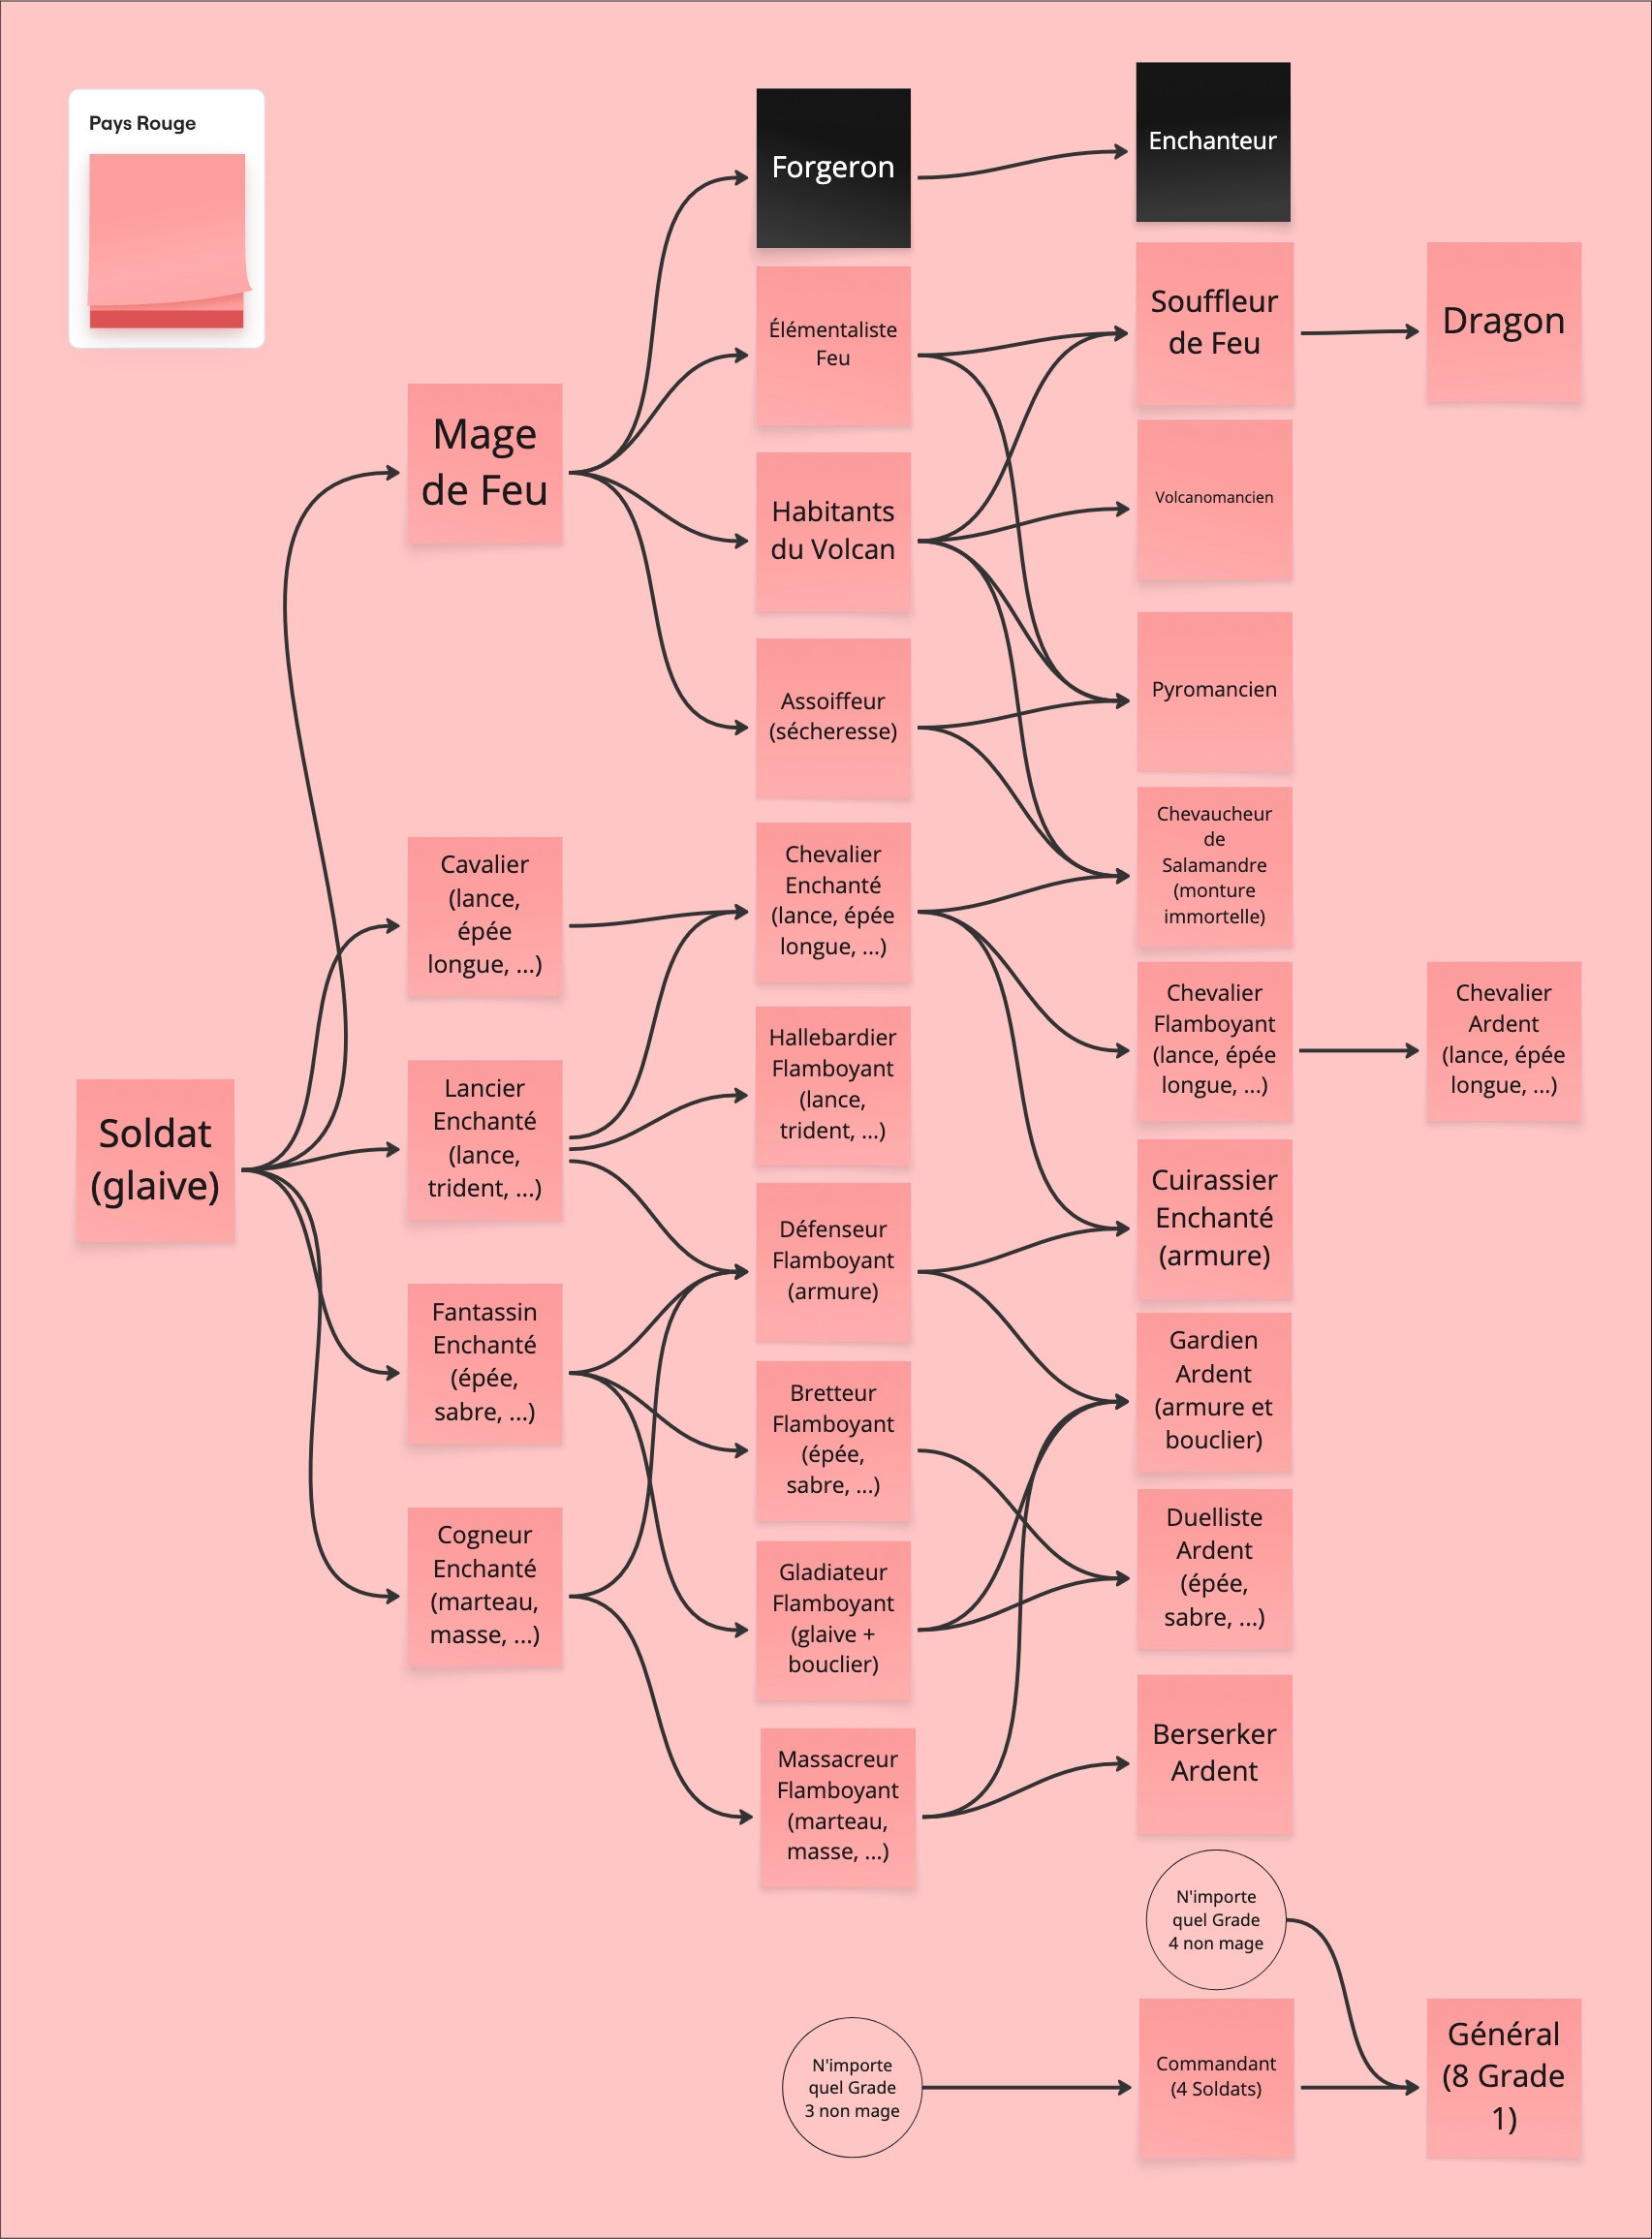 Pays Rouge
Forgeron
Enchanteur
Élémentaliste
Feu
Souffleur
de Feu
Dragon
Mage
de Feu
Habitants
du Volcan
Volcanomancien
Assoiffeur
(sécheresse)
Pyromancien
Cavalier
(lance,
épée
longue, ...)
Chevalier
Enchanté
(lance, épée
longue, ...)
Chevaucheur
de
Salamandre
(monture
immortelle)
Soldat
(glaive)
Lancier
Enchanté
(lance,
trident, ...)
Hallebardier
Flamboyant
(lance,
trident, ...)
Chevalier
Flamboyant
(lance, épée
longue, ...)
Chevalier
Ardent
(lance, épée
longue, ...)
Défenseur
Flamboyant
(armure)
Cuirassier
Enchanté
(armure)
Fantassin
Enchanté
(épée,
sabre, ...)
Bretteur
Flamboyant
(épée,
sabre, ...)
Gardien
Ardent
(armure et
bouclier)
Cogneur
Enchanté
(marteau,
masse, ...)
Gladiateur
Flamboyant
(glaive +
bouclier)
Duelliste
Ardent
(épée,
sabre, ...)
Massacreur
Flamboyant
(marteau,
masse, ...)
Berserker
Ardent
N'importe
quel Grade
4 non mage
N'importe
quel Grade
3 non mage
Commandant
(4 Soldats)
Général
(8 Grade
1)